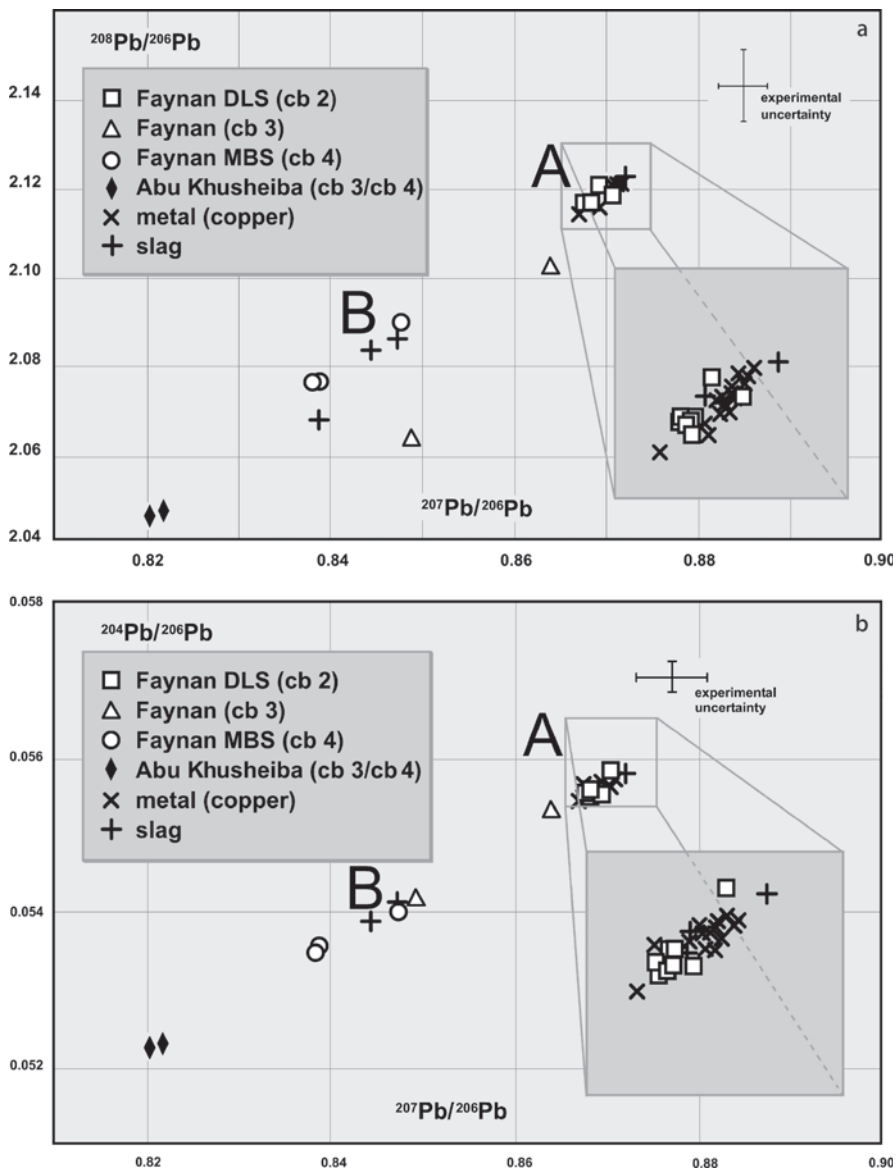 a
²⁰⁸Pb/²⁰⁶Pb
Faynan DLS (cb 2)
Faynan (cb 3)
Faynan MBS (cb 4)
Abu Khusheiba (cb 3/cb 4)
metal (copper)
slag
experimental
uncertainty
A
B
2.14
2.12
2.10
2.08
2.06
2.04
²⁰⁷Pb/²⁰⁶Pb
0.82
0.84
0.86
0.88
0.90
b
²⁰⁴Pb/²⁰⁶Pb
Faynan DLS (cb 2)
Faynan (cb 3)
Faynan MBS (cb 4)
Abu Khusheiba (cb 3/cb 4)
metal (copper)
slag
experimental
uncertainty
A
B
0.058
0.056
0.054
0.052
²⁰⁷Pb/²⁰⁶Pb
0.82
0.84
0.86
0.88
0.90